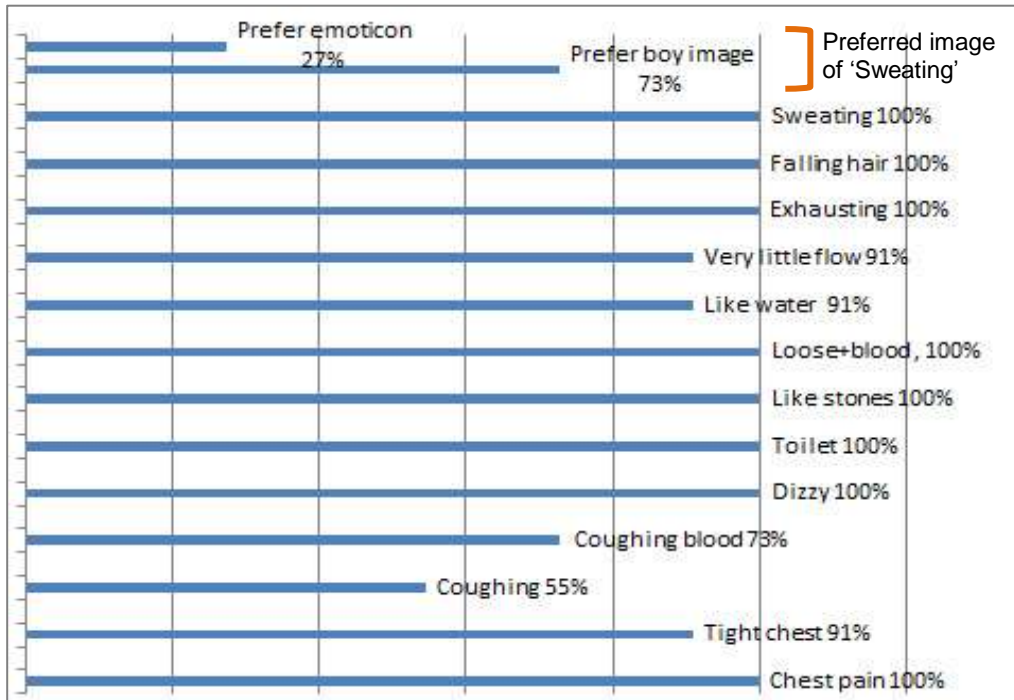 Prefer emoticon
27%
Prefer boy image
73%
Preferred image
of ‘Sweating’
Sweating 100%
Falling hair 100%
Exhausting 100%
Very little flow 91%
Like water 91%
Loose+blood, 100%
Like stones 100%
Toilet 100%
Dizzy 100%
Coughing blood 73%
Coughing 55%
Tight chest 91%
Chest pain 100%